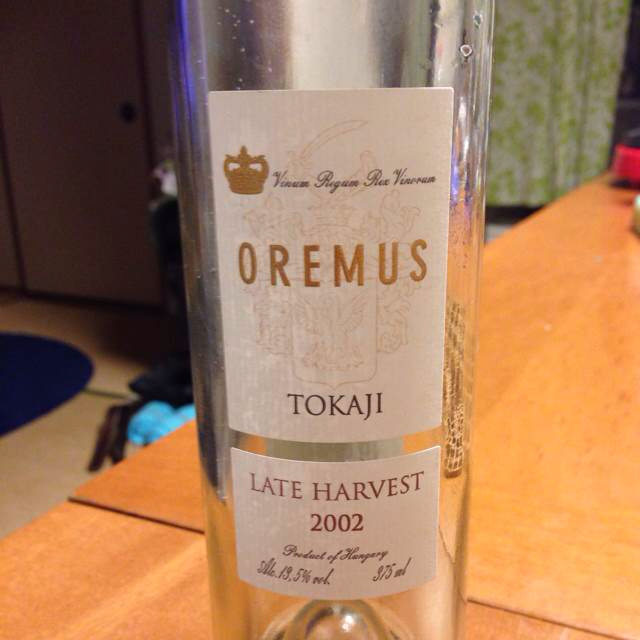 Vinum Regum Rex Vinorum
OREMUS
TOKAJI
LATE HARVEST
2002
Product of Hungary
Alc. 13,5% vol. 375 ml